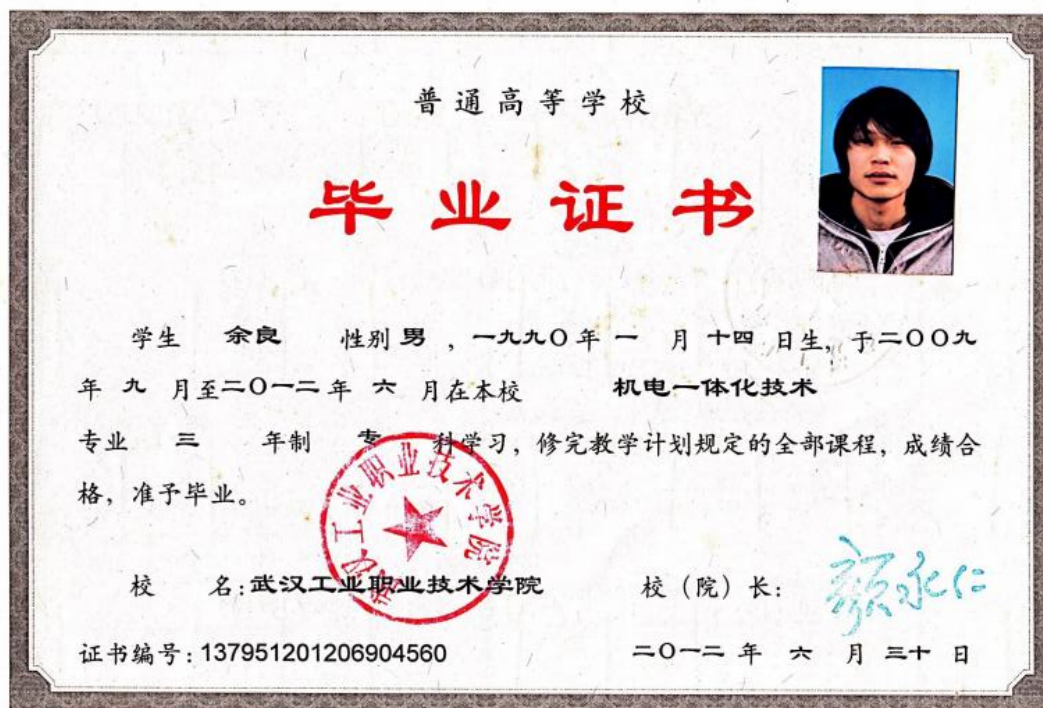 普通高等学校
毕业证书
学生 余良 性别 男 ，一九九〇年 一 月 十四 日生，于二〇〇九
年 九 月至二〇一二年 六 月在本校 机电一体化技术
专业 三 年制 专 科学习，修完教学计划规定的全部课程，成绩合
格，准予毕业。
武汉工业职业技术学院
校 名：武汉工业职业技术学院 校（院）长：颜永仁
证书编号：137951201206904560 二〇一二 年 六 月 三十 日